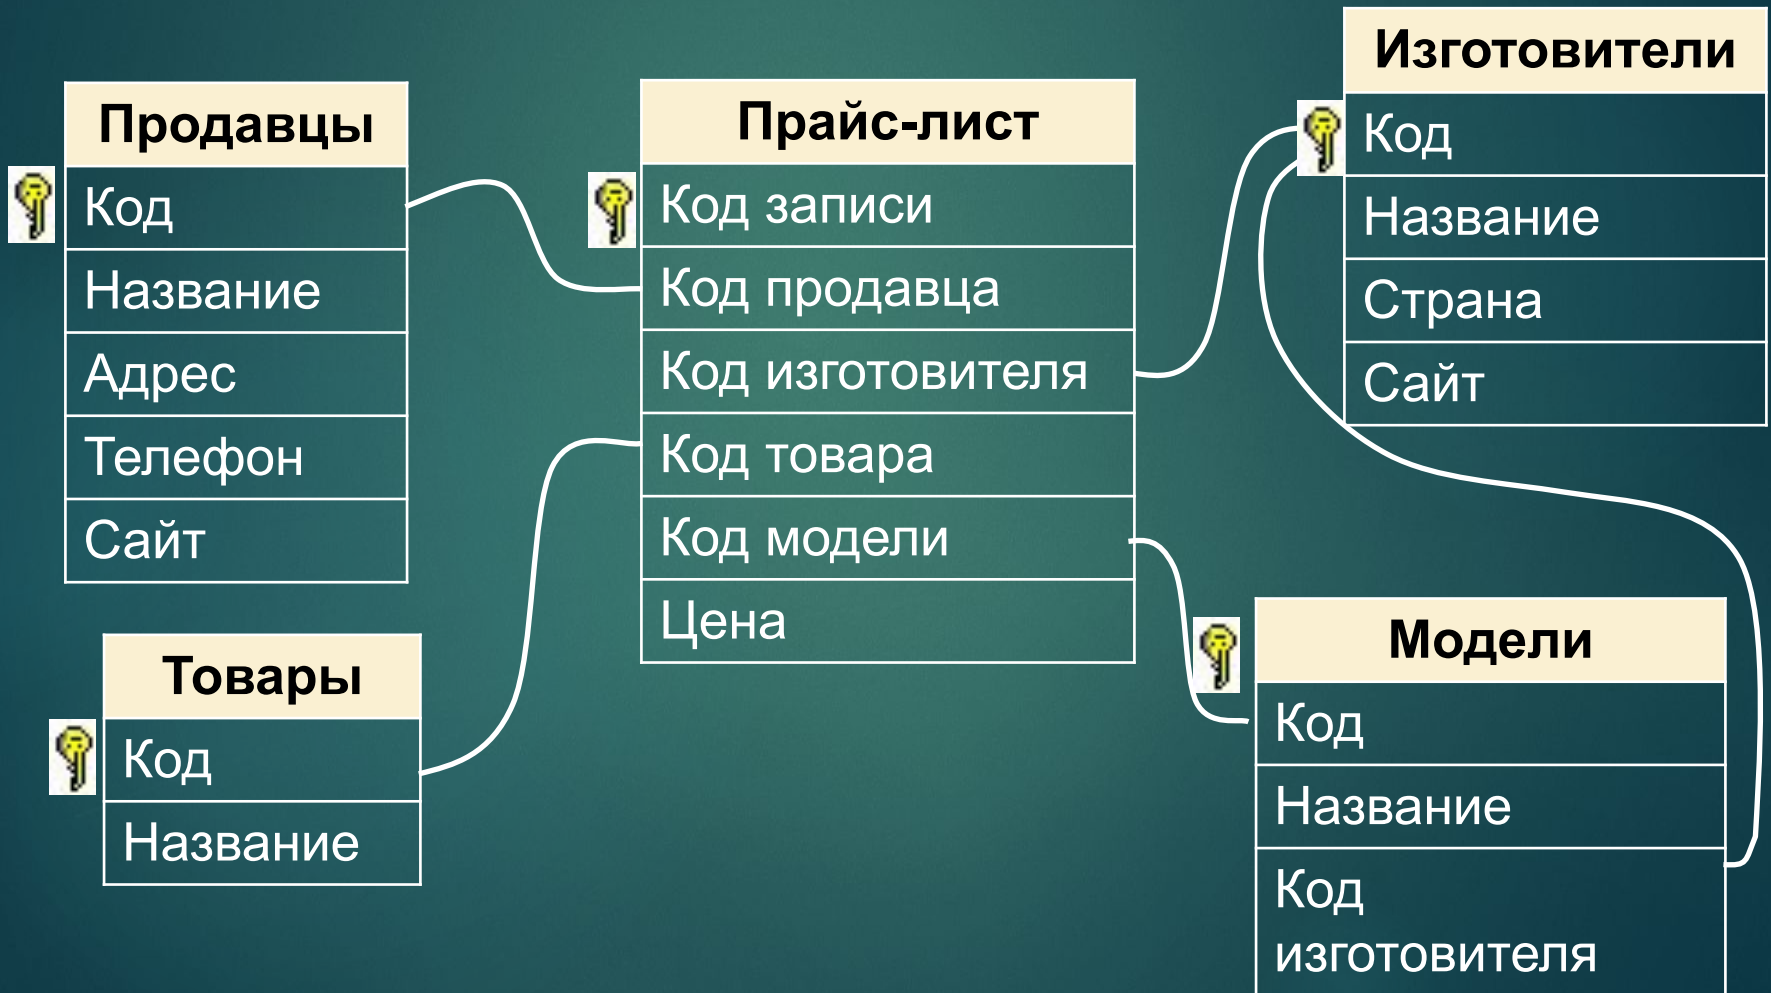 Продавцы
Код
Название
Адрес
Телефон
Сайт
Товары
Код
Название
Прайс-лист
Код записи
Код продавца
Код изготовителя
Код товара
Код модели
Цена
Изготовители
Код
Название
Страна
Сайт
Модели
Код
Название
Код
изготовителя